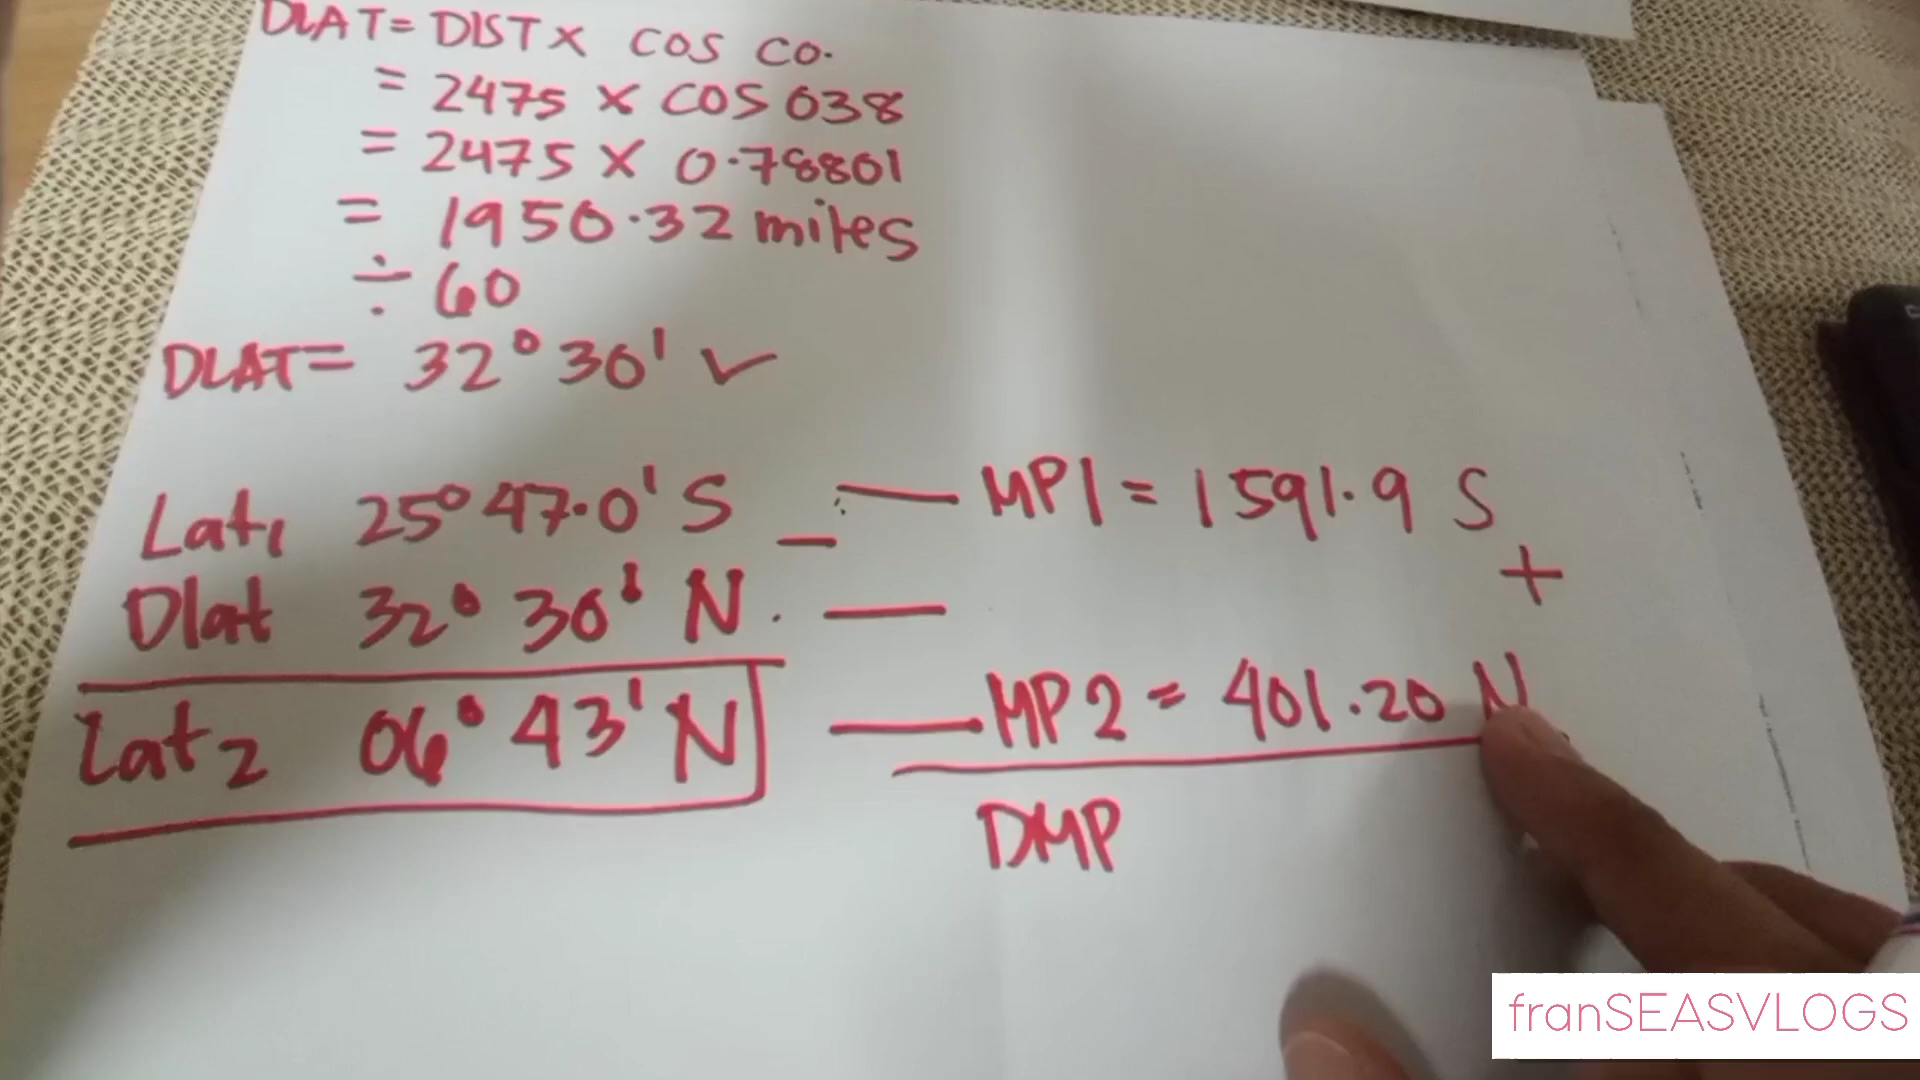 DLAT = DIST X COS CO.
= 2475 X COS 038
= 2475 X 0.78801
= 1950.32 miles
÷ 60
DLAT = 32° 30' ✓
Lat1 25° 47.0' S — MP1 = 1591.9 S
Dlat 32° 30' N. — +
Lat2 06° 43' N — MP2 = 401.20 N
DMP
franSEASVLOGS